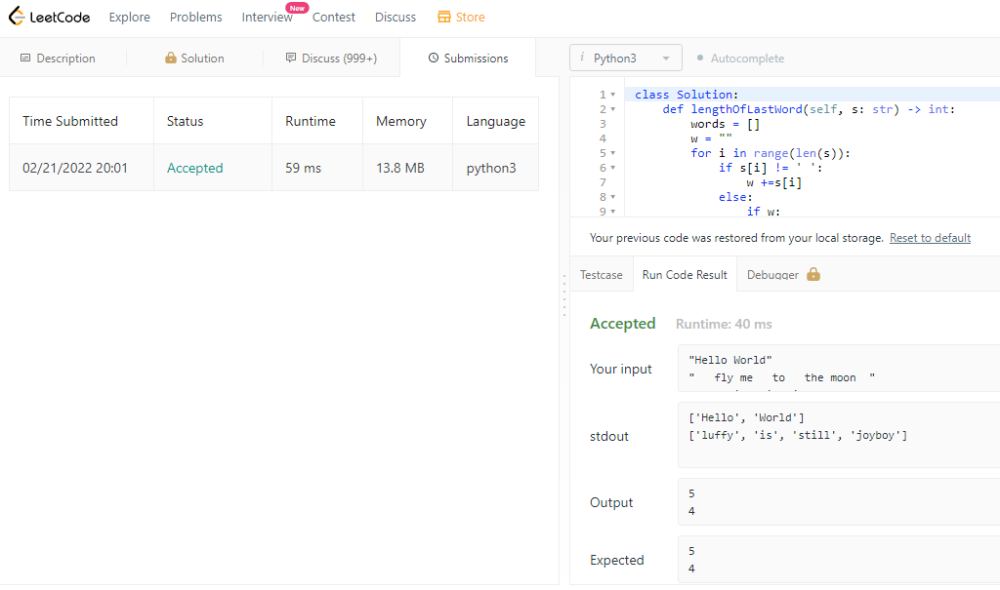 LeetCode Explore Problems Interview New Contest Discuss Store
Description Solution Discuss (999+) Submissions
Time Submitted Status Runtime Memory Language
02/21/2022 20:01 Accepted 59 ms 13.8 MB python3
i Python3 Autocomplete
1 class Solution:
2 def lengthOfLastWord(self, s: str) -> int:
3 words = []
4 w = ""
5 for i in range(len(s)):
6 if s[i] != ' ':
7 w +=s[i]
8 else:
9 if w:
Your previous code was restored from your local storage. Reset to default
Testcase Run Code Result Debugger
Accepted Runtime: 40 ms
Your input
"Hello World"
"   fly me   to   the moon  "
stdout
['Hello', 'World']
['luffy', 'is', 'still', 'joyboy']
Output
5
4
Expected
5
4